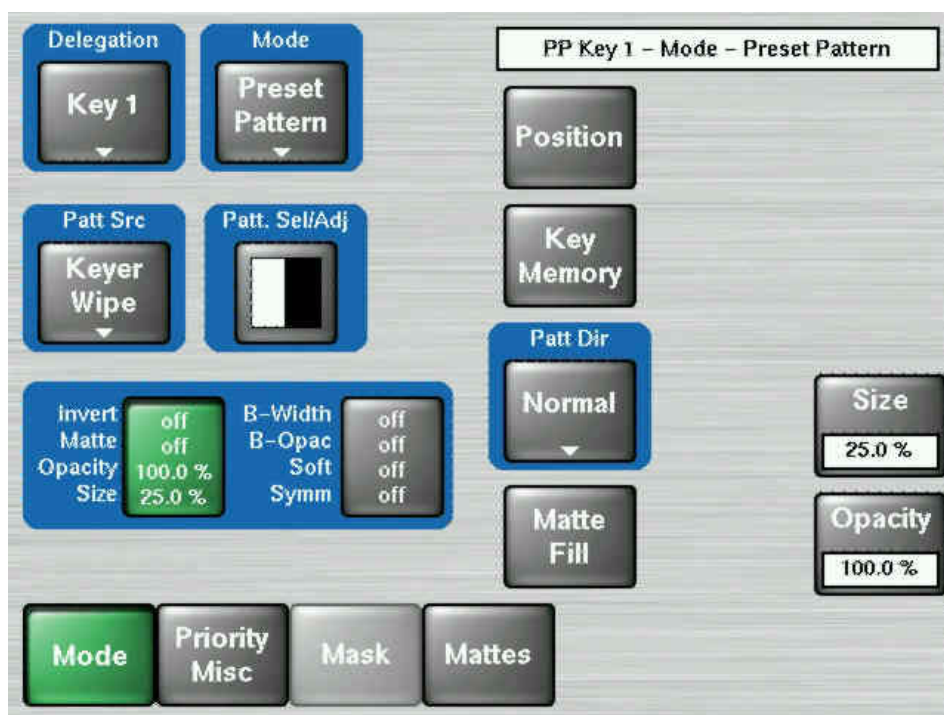 Delegation
Mode
PP Key 1 – Mode – Preset Pattern
Key 1
Preset
Pattern
Position
Patt Src
Patt. Sel/Adj
Keyer
Wipe
Key
Memory
Patt Dir
Normal
Invert off
Matte off
Opacity 100.0 %
Size 25.0 %
B–Width off
B–Opac off
Soft off
Symm off
Size
25.0 %
Matte
Fill
Opacity
100.0 %
Mode
Priority
Misc
Mask
Mattes